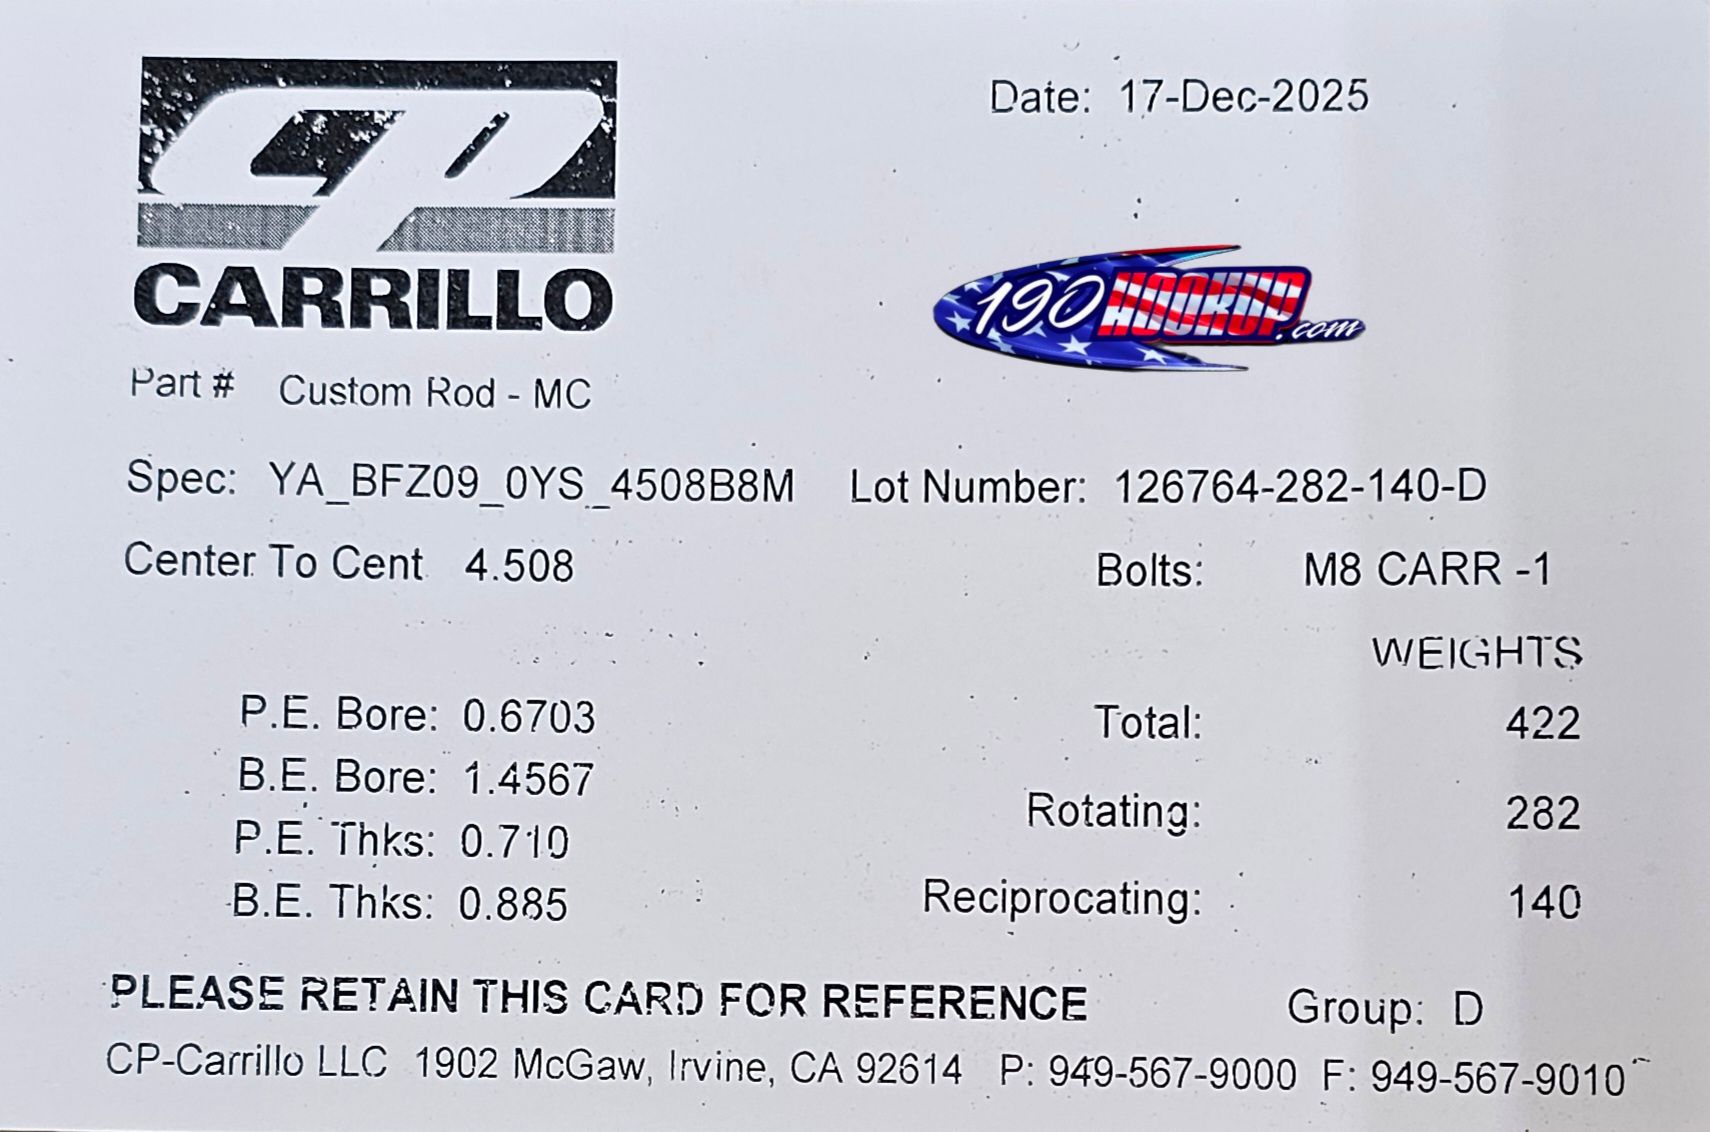 CP
Date: 17-Dec-2025
CARRILLO
190HOOKUP.com
Part # Custom Rod - MC
Spec: YA_BFZ09_0YS_4508B8M Lot Number: 126764-282-140-D
Center To Cent 4.508 Bolts: M8 CARR -1
WEIGHTS
P.E. Bore: 0.6703 Total: 422
B.E. Bore: 1.4567
Rotating: 282
P.E. Thks: 0.710
B.E. Thks: 0.885 Reciprocating: 140
PLEASE RETAIN THIS CARD FOR REFERENCE Group: D
CP-Carrillo LLC 1902 McGaw, Irvine, CA 92614 P: 949-567-9000 F: 949-567-9010